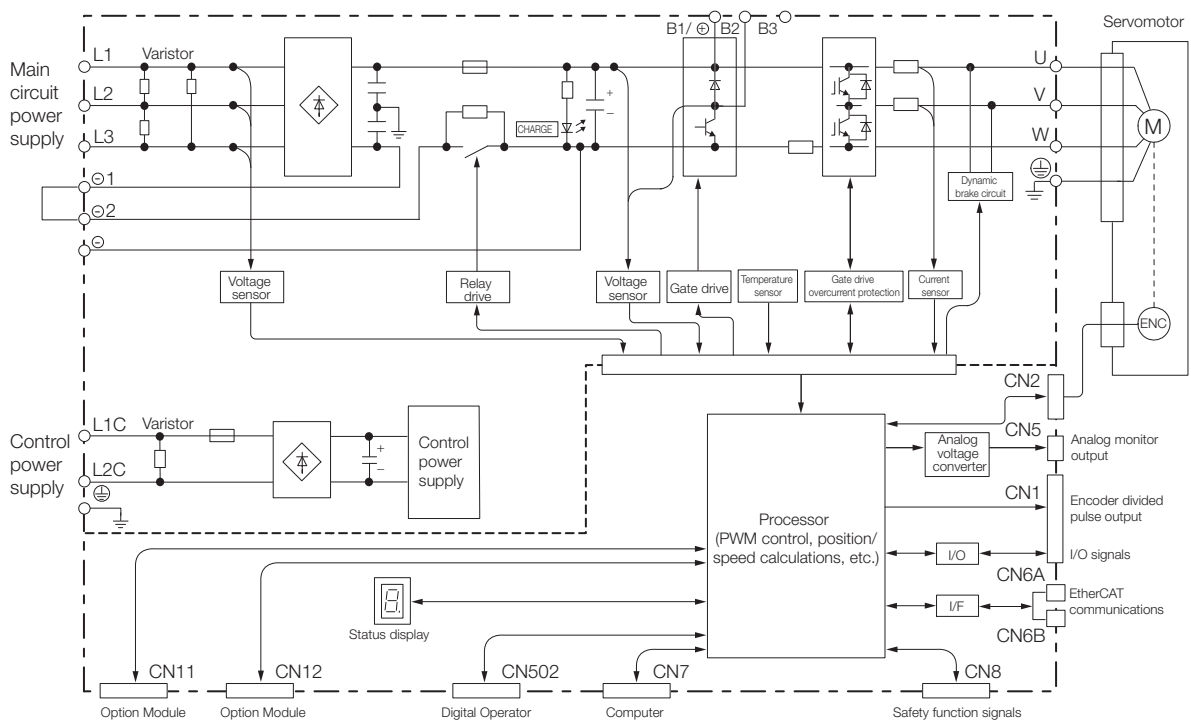 B1/ ⊕ B2 B3
Servomotor
Main
circuit power
supply
L1
Varistor
L2
L3
⊖ 1
⊖ 2
⊖
CHARGE
+
−
U
V
W
M
Dynamic
brake circuit
Voltage
sensor
Relay
drive
Voltage
sensor
Gate drive
Temperature
sensor
Gate drive
overcurrent protection
Current
sensor
ENC
Control
power
supply
L1C
Varistor
L2C
+
−
Control
power
supply
CN2
Analog
voltage
converter
CN5
Analog monitor
output
Processor
(PWM control, position/
speed calculations, etc.)
CN1
Encoder divided
pulse output
I/O
I/O signals
CN6A
I/F
EtherCAT
communications
CN6B
8.
Status display
CN11
CN12
CN502
CN7
CN8
Option Module
Option Module
Digital Operator
Computer
Safety function signals